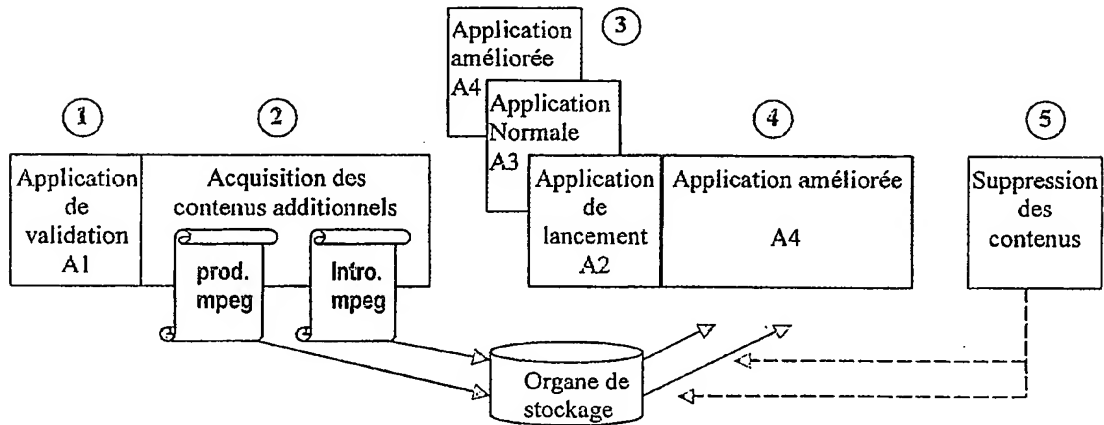 1
2
3
4
5
Application
améliorée
A4
Application
Normale
A3
Application
de
validation
A1
Acquisition des
contenus additionnels
prod.
mpeg
Intro.
mpeg
Application
de
lancement
A2
Application améliorée
A4
Suppression
des
contenus
Organe de
stockage